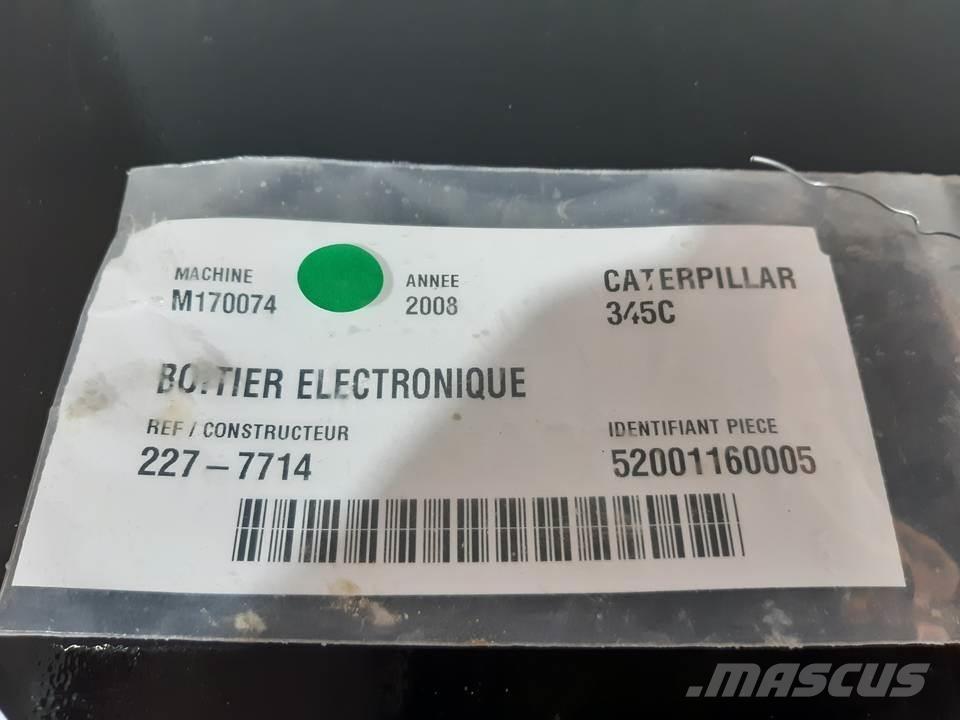 MACHINE
M170074
ANNEE
2008
CATERPILLAR
345C
BOITIER ELECTRONIQUE
REF / CONSTRUCTEUR
227-7714
IDENTIFIANT PIECE
52001160005
.MASCUS